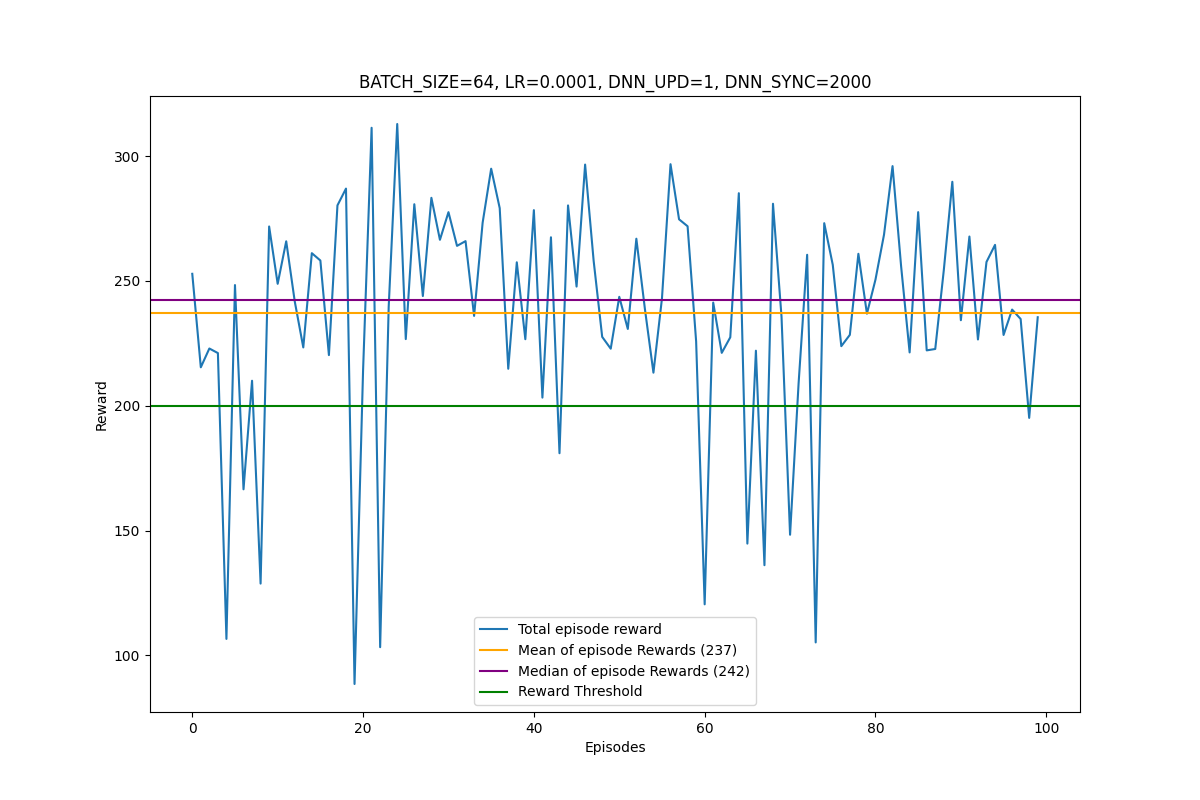 BATCH_SIZE=64, LR=0.0001, DNN_UPD=1, DNN_SYNC=2000
300
250
200
150
100
Reward
Total episode reward
Mean of episode Rewards (237)
Median of episode Rewards (242)
Reward Threshold
0 20 40 60 80 100
Episodes